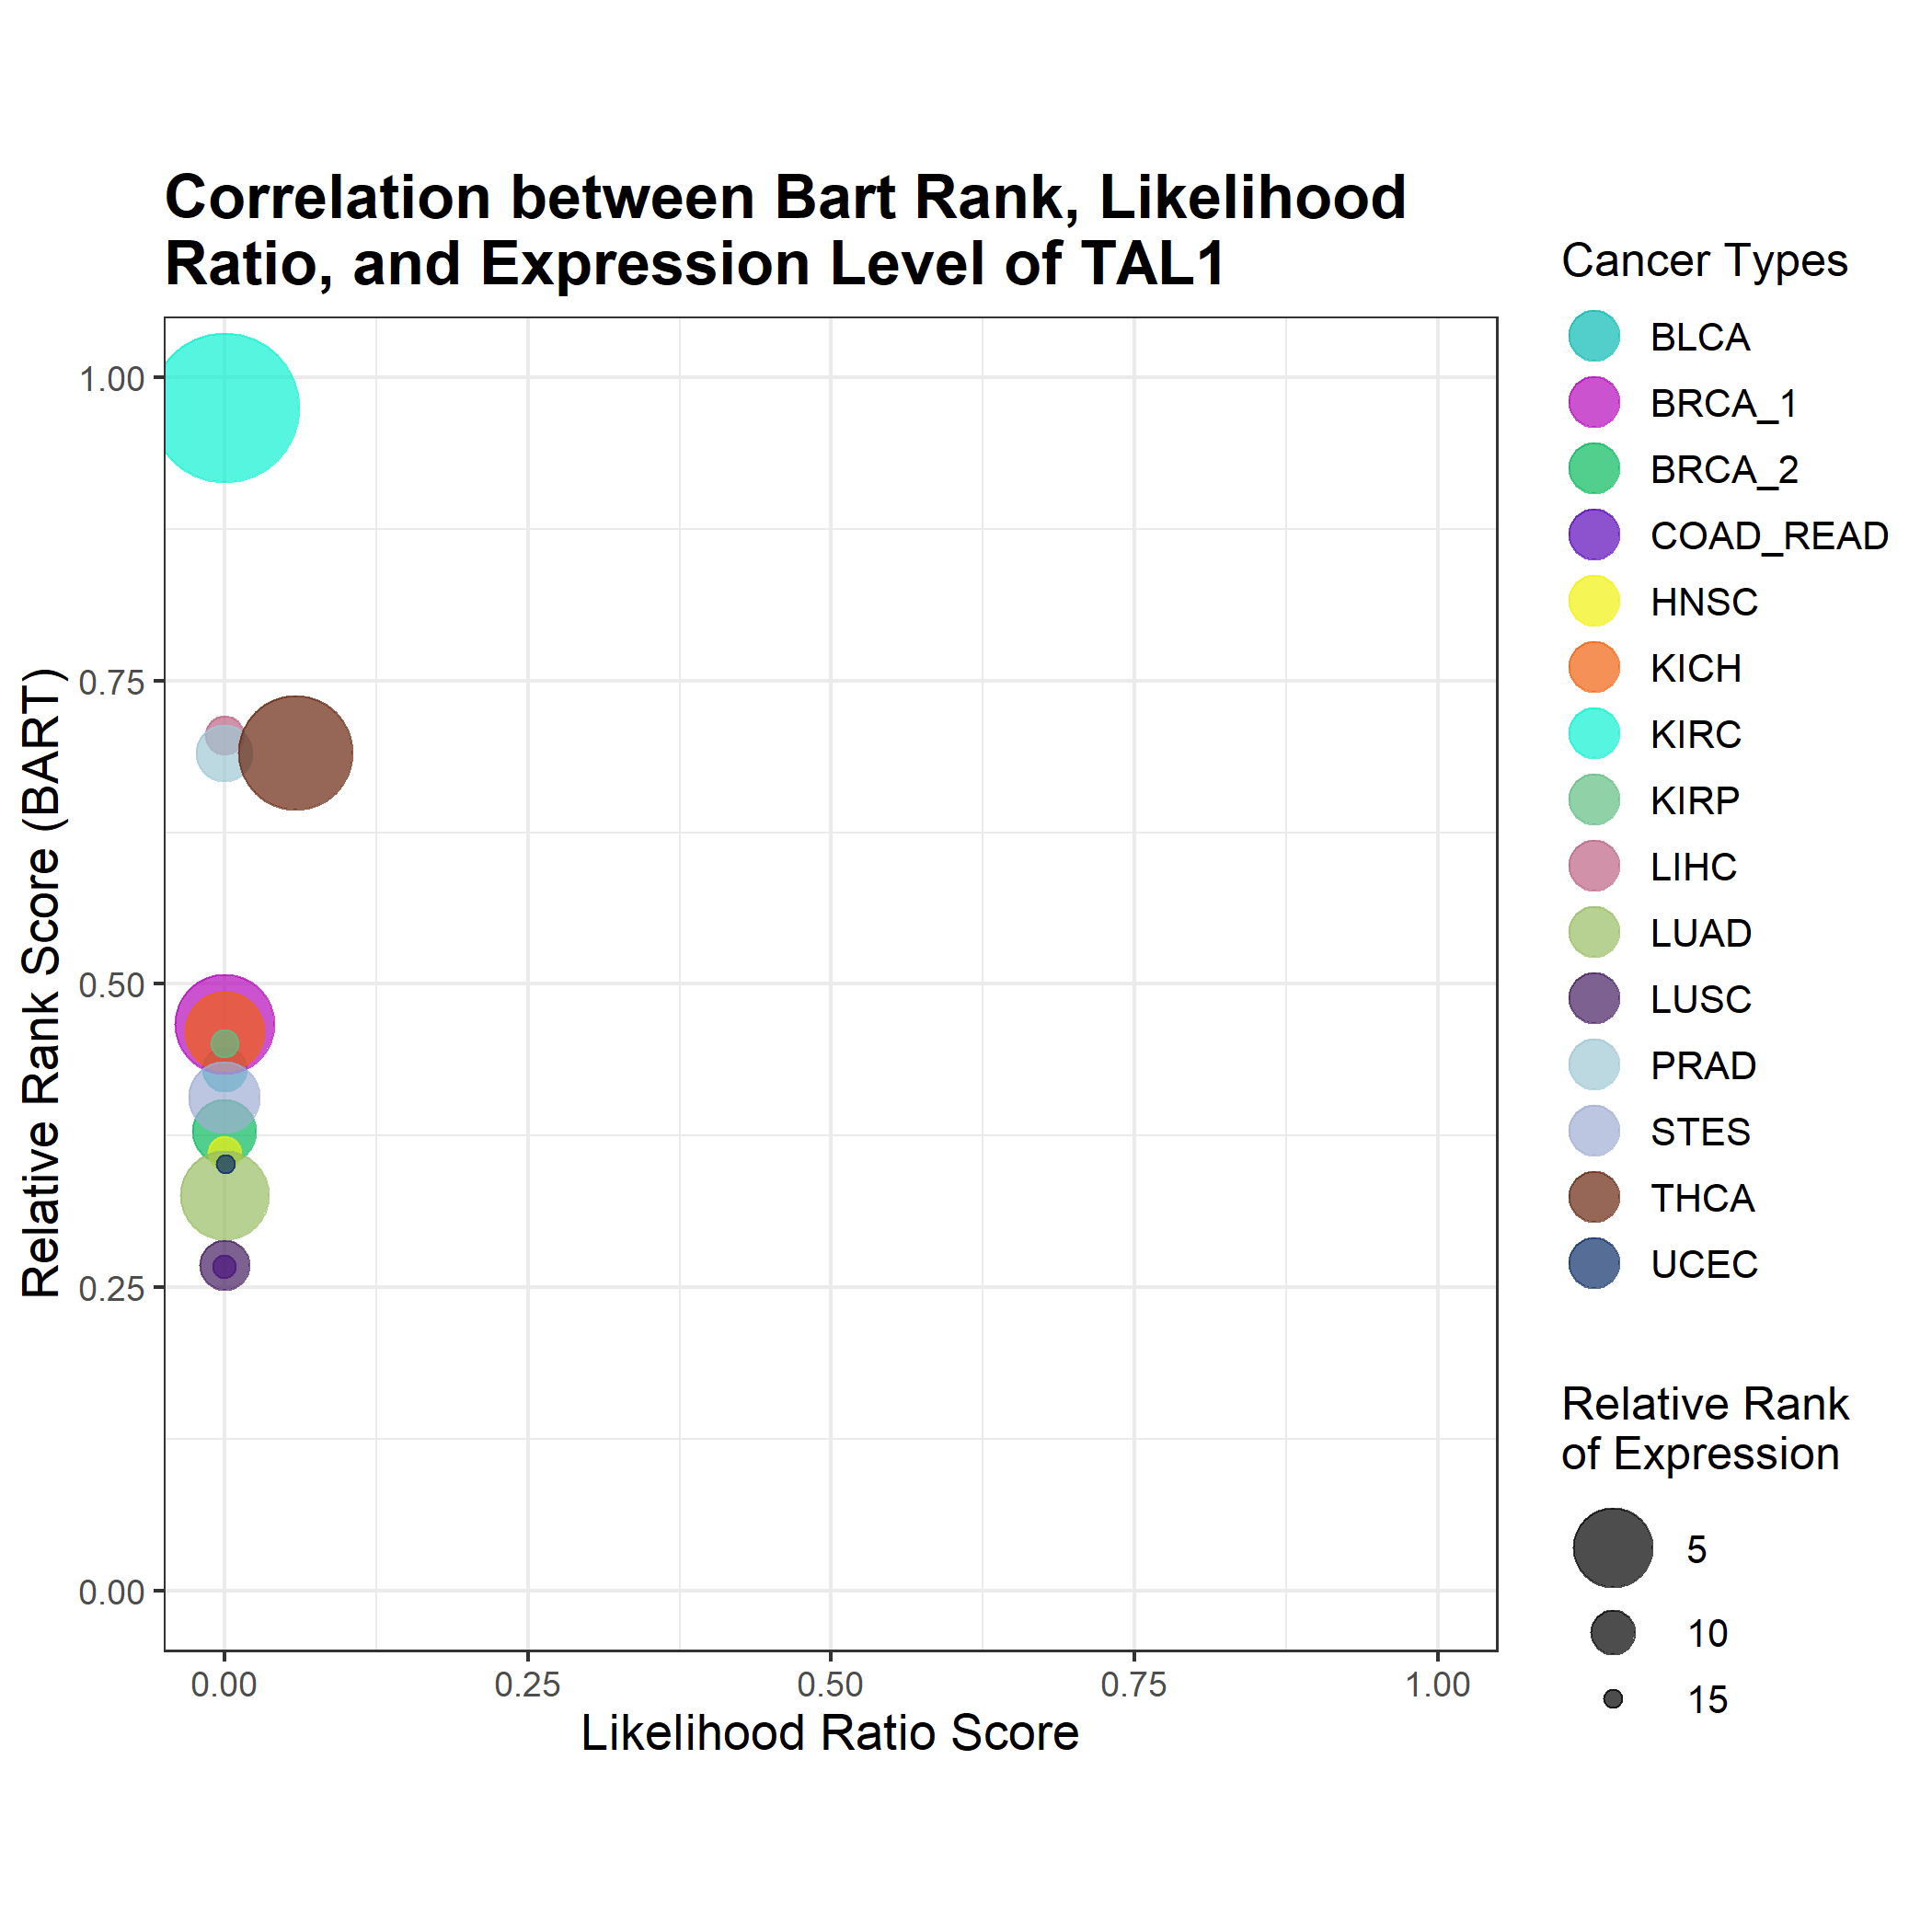 Correlation between Bart Rank, Likelihood
Ratio, and Expression Level of TAL1
Relative Rank Score (BART)
1.00
0.75
0.50
0.25
0.00
0.00
0.25
0.50
0.75
1.00
Likelihood Ratio Score
Cancer Types
BLCA
BRCA_1
BRCA_2
COAD_READ
HNSC
KICH
KIRC
KIRP
LIHC
LUAD
LUSC
PRAD
STES
THCA
UCEC
Relative Rank
of Expression
5
10
15